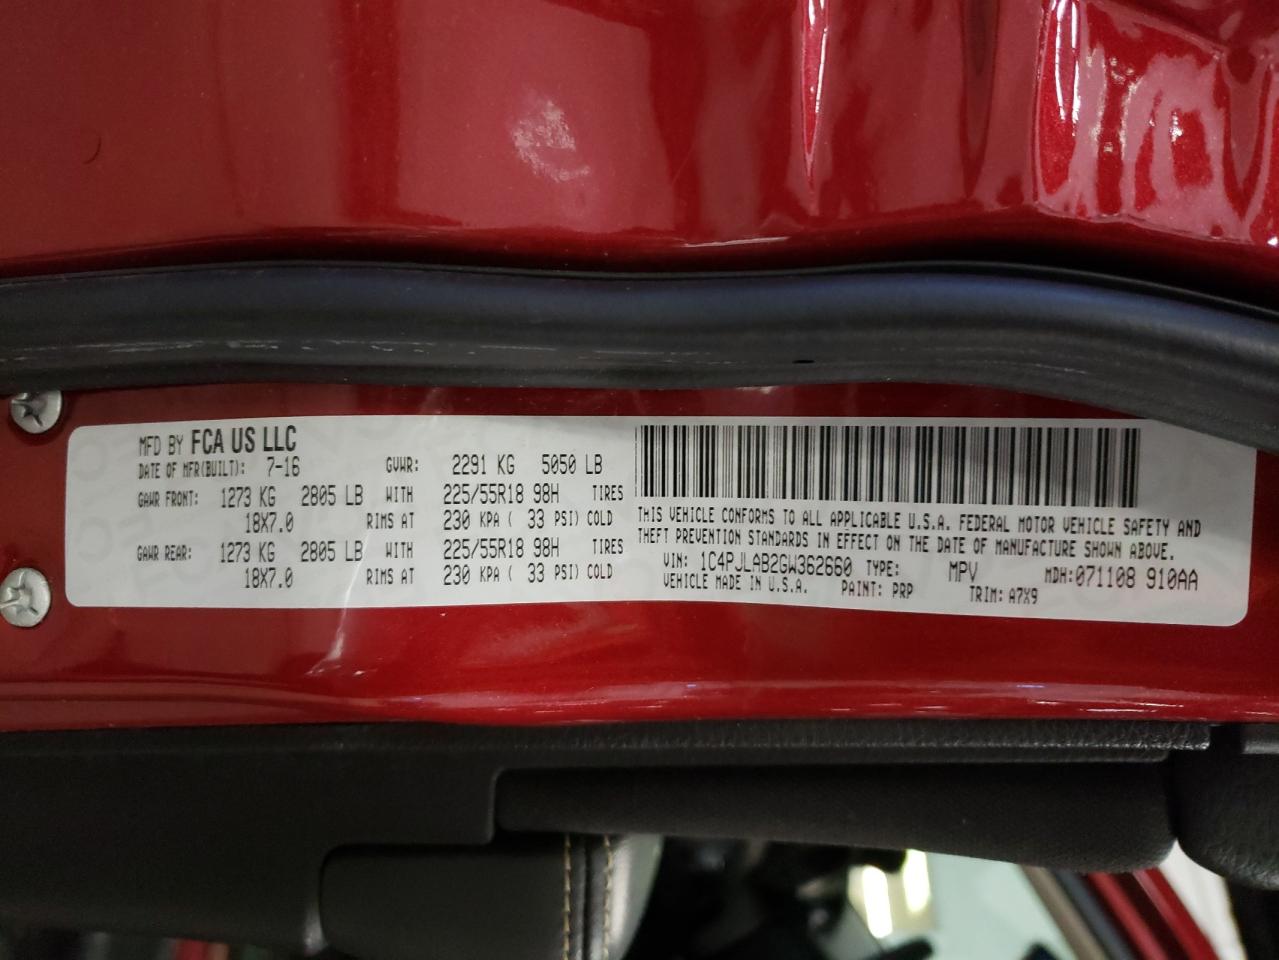 MFD BY FCA US LLC
DATE OF MFR(BUILT): 7-16 GVWR: 2291 KG 5050 LB
GAWR FRONT: 1273 KG 2805 LB WITH 225/55R18 98H TIRES
18X7.0 RIMS AT 230 KPA ( 33 PSI) COLD
GAWR REAR: 1273 KG 2805 LB WITH 225/55R18 98H TIRES
18X7.0 RIMS AT 230 KPA ( 33 PSI) COLD
THIS VEHICLE CONFORMS TO ALL APPLICABLE U.S.A. FEDERAL MOTOR VEHICLE SAFETY AND
THEFT PREVENTION STANDARDS IN EFFECT ON THE DATE OF MANUFACTURE SHOWN ABOVE.
VIN: 1C4PJLAB2GW362660 TYPE: MPV MDH:071108 910AA
VEHICLE MADE IN U.S.A. PAINT: PRP TRIM: A7X9